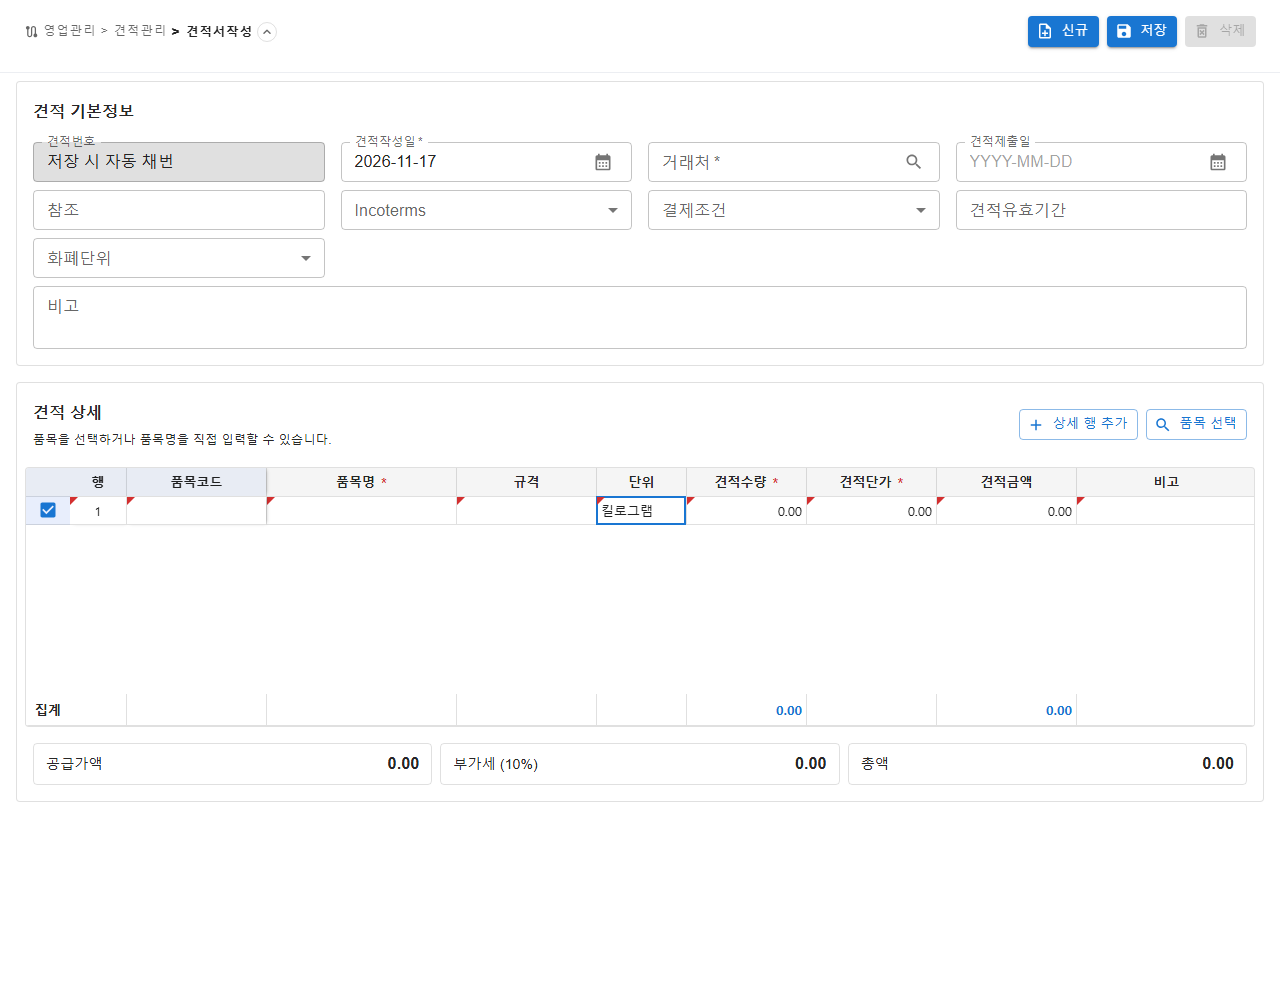 영업관리 > 견적관리 > 견적서작성
신규 저장 삭제
견적 기본정보
견적번호 견적작성일 * 견적제출일
저장 시 자동 채번 2026-11-17 거래처 * YYYY-MM-DD
참조 Incoterms 결제조건 견적유효기간
화폐단위
비고
견적 상세
품목을 선택하거나 품목명을 직접 입력할 수 있습니다.
상세 행 추가 품목 선택
행 품목코드 품목명 * 규격 단위 견적수량 * 견적단가 * 견적금액 비고
1 킬로그램 0.00 0.00 0.00
집계 0.00 0.00
공급가액 0.00 부가세 (10%) 0.00 총액 0.00